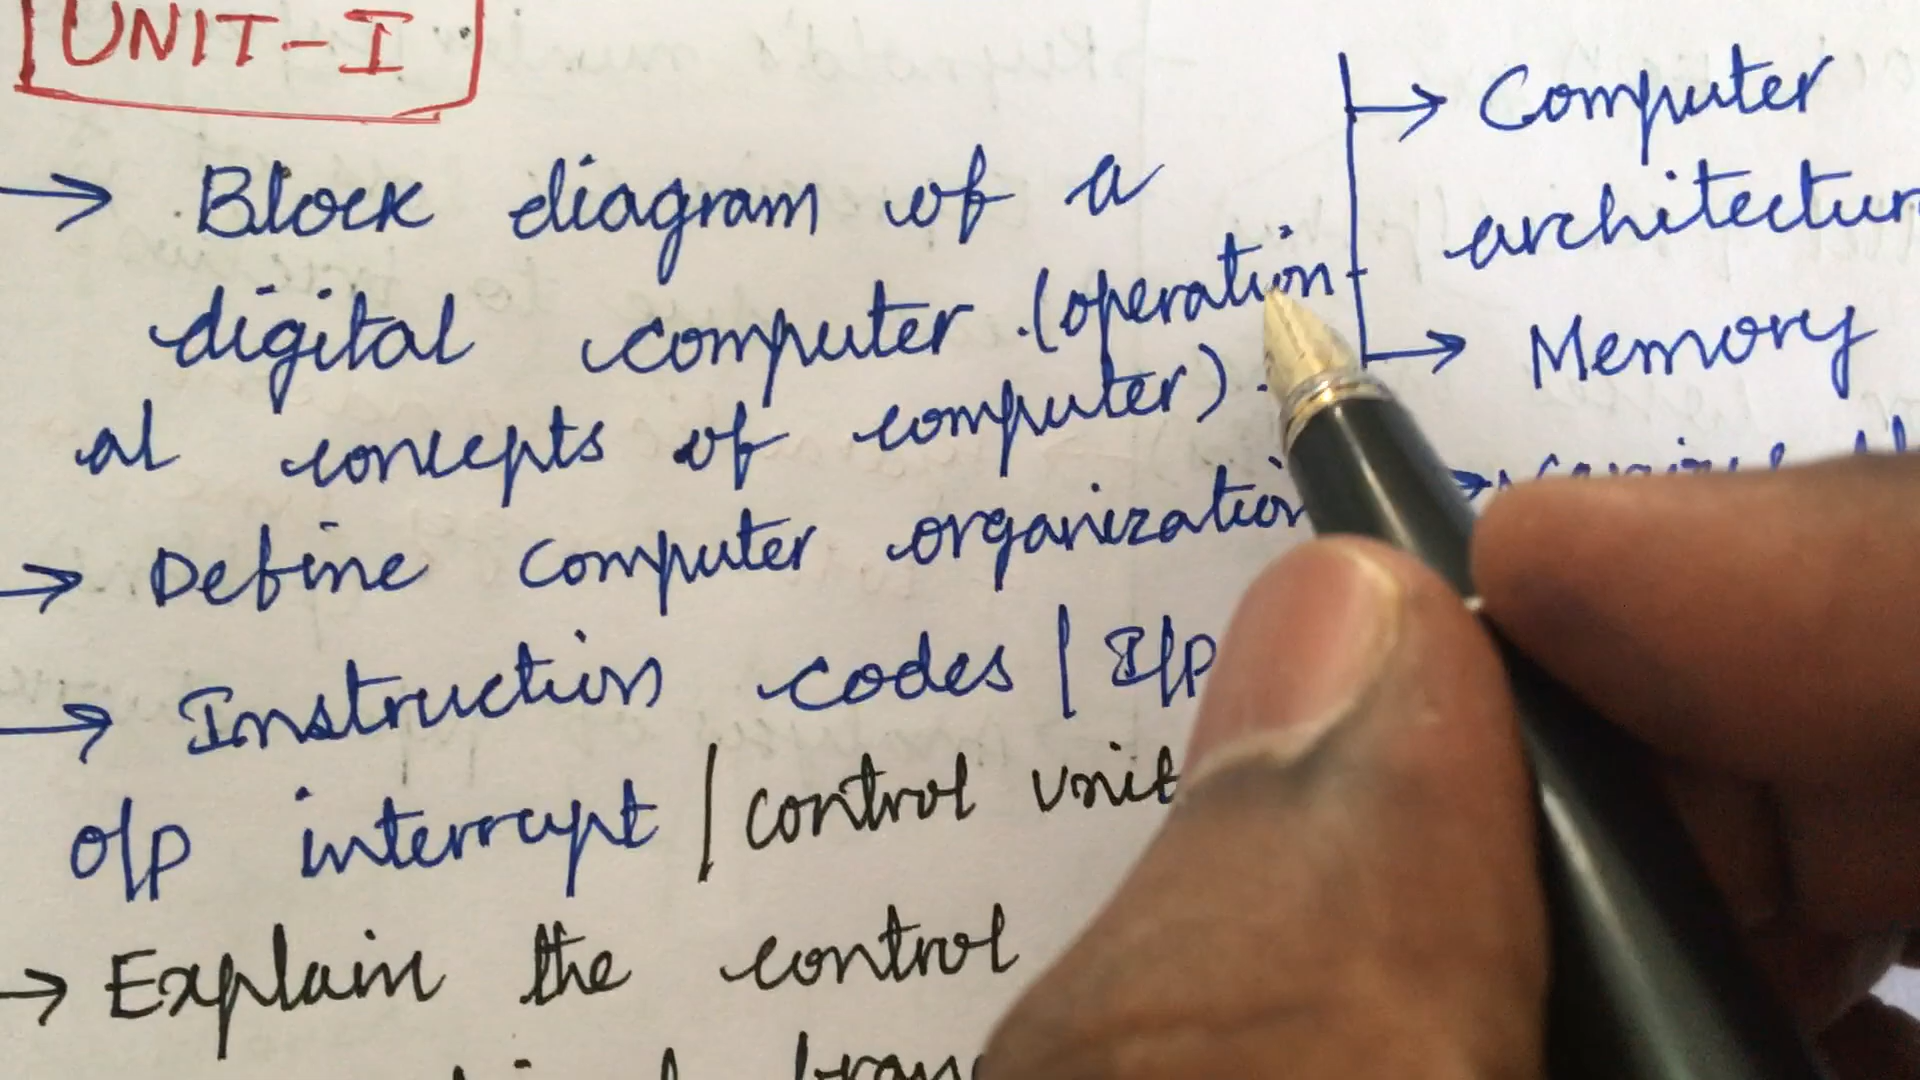 UNIT-I
→ Block diagram of a
digital computer. (operation-
al concepts of computer).
→ Define computer organization
→ Instruction codes / I/p
o/p interrupt / control unit
→ Explain the control
→ Computer
architectur
→ Memory